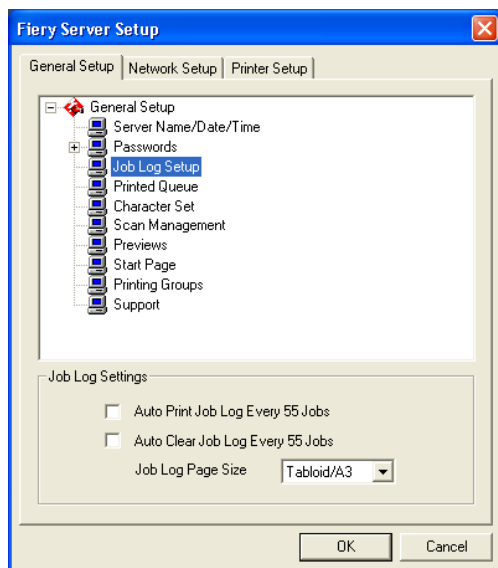 Fiery Server Setup
General Setup
Network Setup
Printer Setup
General Setup
Server Name/Date/Time
Passwords
Job Log Setup
Printed Queue
Character Set
Scan Management
Previews
Start Page
Printing Groups
Support
Job Log Settings
Auto Print Job Log Every 55 Jobs
Auto Clear Job Log Every 55 Jobs
Job Log Page Size Tabloid/A3
OK Cancel